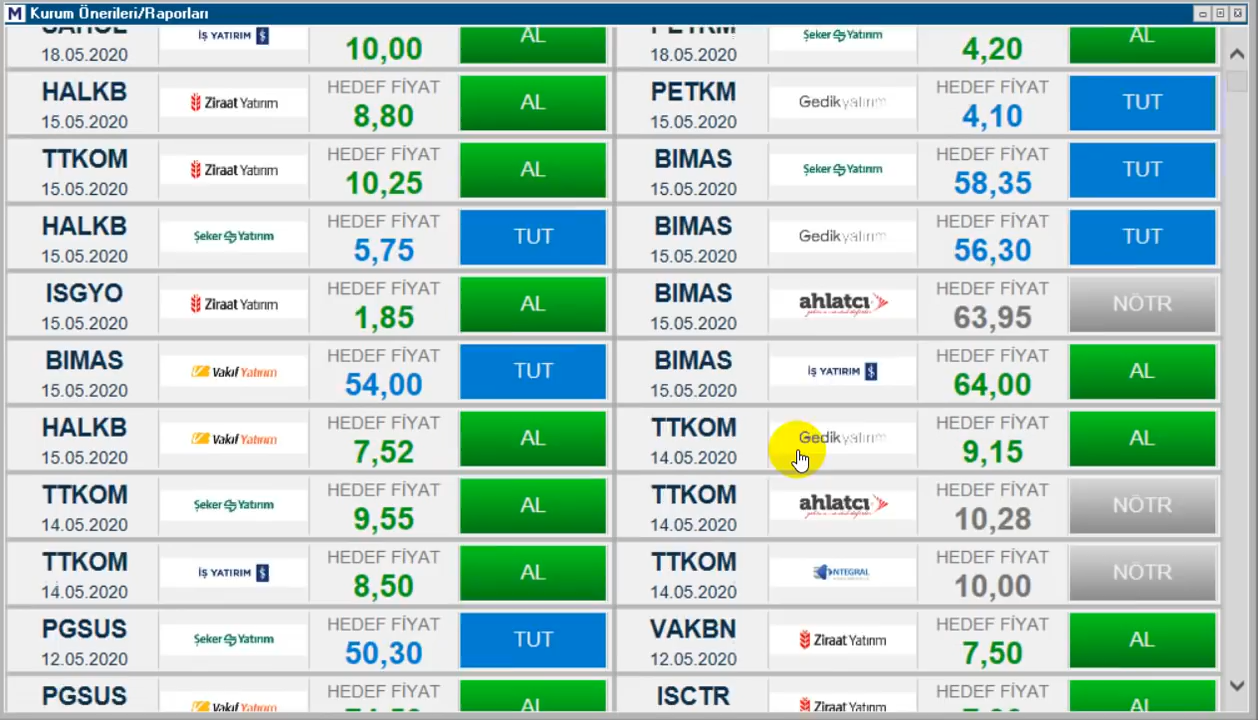 M Kurum Önerileri/Raporları
SAHOL
18.05.2020
İŞ YATIRIM
10,00
AL
PETKM
18.05.2020
Şeker Yatırım
4,20
AL
HALKB
15.05.2020
Ziraat Yatırım
HEDEF FİYAT
8,80
AL
PETKM
15.05.2020
Gedik yatırım
HEDEF FİYAT
4,10
TUT
TTKOM
15.05.2020
Ziraat Yatırım
HEDEF FİYAT
10,25
AL
BIMAS
15.05.2020
Şeker Yatırım
HEDEF FİYAT
58,35
TUT
HALKB
15.05.2020
Şeker Yatırım
HEDEF FİYAT
5,75
TUT
BIMAS
15.05.2020
Gedik yatırım
HEDEF FİYAT
56,30
TUT
ISGYO
15.05.2020
Ziraat Yatırım
HEDEF FİYAT
1,85
AL
BIMAS
15.05.2020
ahlatcı
HEDEF FİYAT
63,95
NÖTR
BIMAS
15.05.2020
Vakıf Yatırım
HEDEF FİYAT
54,00
TUT
BIMAS
15.05.2020
İŞ YATIRIM
HEDEF FİYAT
64,00
AL
HALKB
15.05.2020
Vakıf Yatırım
HEDEF FİYAT
7,52
AL
TTKOM
14.05.2020
Gedik yatırım
HEDEF FİYAT
9,15
AL
TTKOM
14.05.2020
Şeker Yatırım
HEDEF FİYAT
9,55
AL
TTKOM
14.05.2020
ahlatcı
HEDEF FİYAT
10,28
NÖTR
TTKOM
14.05.2020
İŞ YATIRIM
HEDEF FİYAT
8,50
AL
TTKOM
14.05.2020
INTEGRAL
HEDEF FİYAT
10,00
NÖTR
PGSUS
12.05.2020
Şeker Yatırım
HEDEF FİYAT
50,30
TUT
VAKBN
12.05.2020
Ziraat Yatırım
HEDEF FİYAT
7,50
AL
PGSUS
Vakıf Yatırım
HEDEF FİYAT
AL
ISCTR
Ziraat Yatırım
HEDEF FİYAT
AL